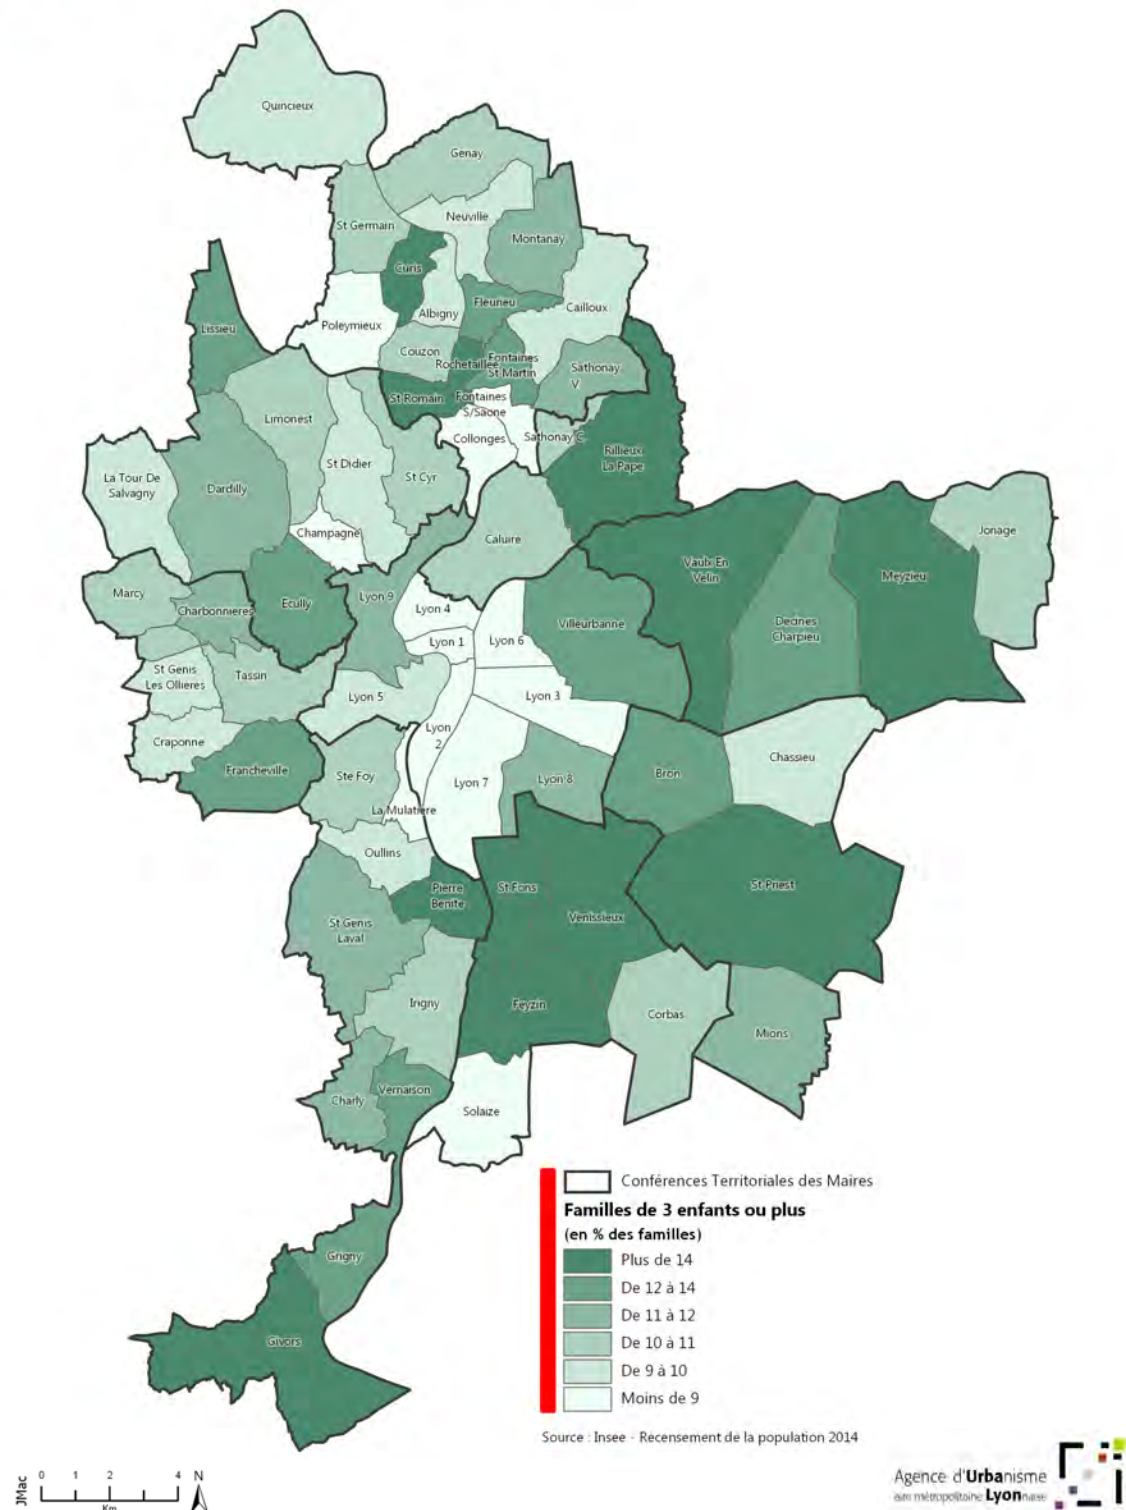 Quincieux
Genay
St Germain
Neuville
Montanay
Curis
Fleurieu
Cailloux
Albigny
Lissieu
Poleymieux
Couzon
Rochetaillée
Fontaines
St Martin
Sathonay
V
St Romain
Fontaines
S/Saône
Limonest
Collonges
Sathonay C
Rillieux
La Pape
St Didier
St Cyr
La Tour De
Salvagny
Dardilly
Champagne
Caluire
Jonage
Vaulx En
Velin
Meyzieu
Marcy
Charbonnieres
Ecully
Lyon 9
Lyon 4
Villeurbanne
Decines
Charpieu
Lyon 1
Lyon 6
St Genis
Les Ollieres
Tassin
Lyon 5
Lyon 3
Craponne
Lyon
2
Francheville
Ste Foy
Lyon 7
Lyon 8
Bron
Chassieu
La Mulatiere
Oullins
Pierre
Benite
St Fons
St Priest
Venissieux
St Genis
Laval
Irigny
Feyzin
Corbas
Mions
Charly
Vernaison
Solaize
Grigny
Givors
Conférences Territoriales des Maires
Familles de 3 enfants ou plus
(en % des familles)
Plus de 14
De 12 à 14
De 11 à 12
De 10 à 11
De 9 à 10
Moins de 9
Source : Insee - Recensement de la population 2014
JMac
0 1 2 4 N
Km
Agence d'Urbanisme
aire métropolitaine Lyonnaise